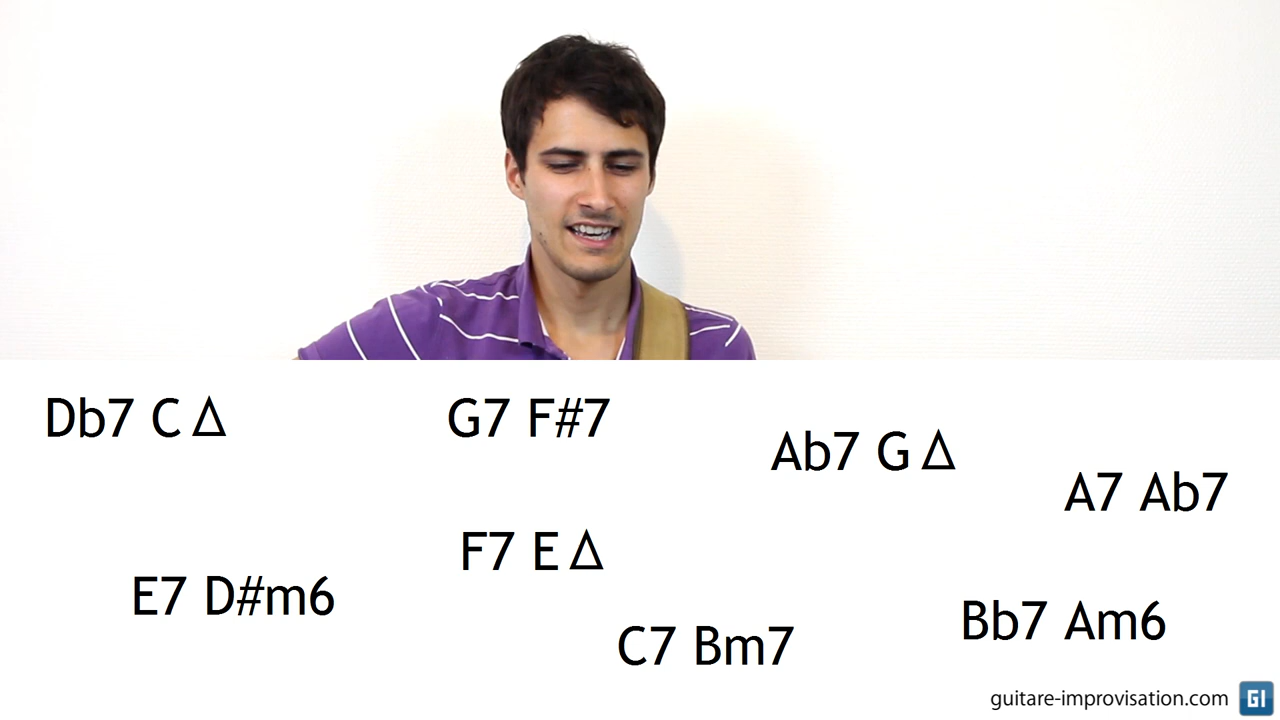 Db7 C Δ
G7 F#7
Ab7 G Δ
A7 Ab7
F7 E Δ
E7 D#m6
C7 Bm7
Bb7 Am6
guitare-improvisation.com GI